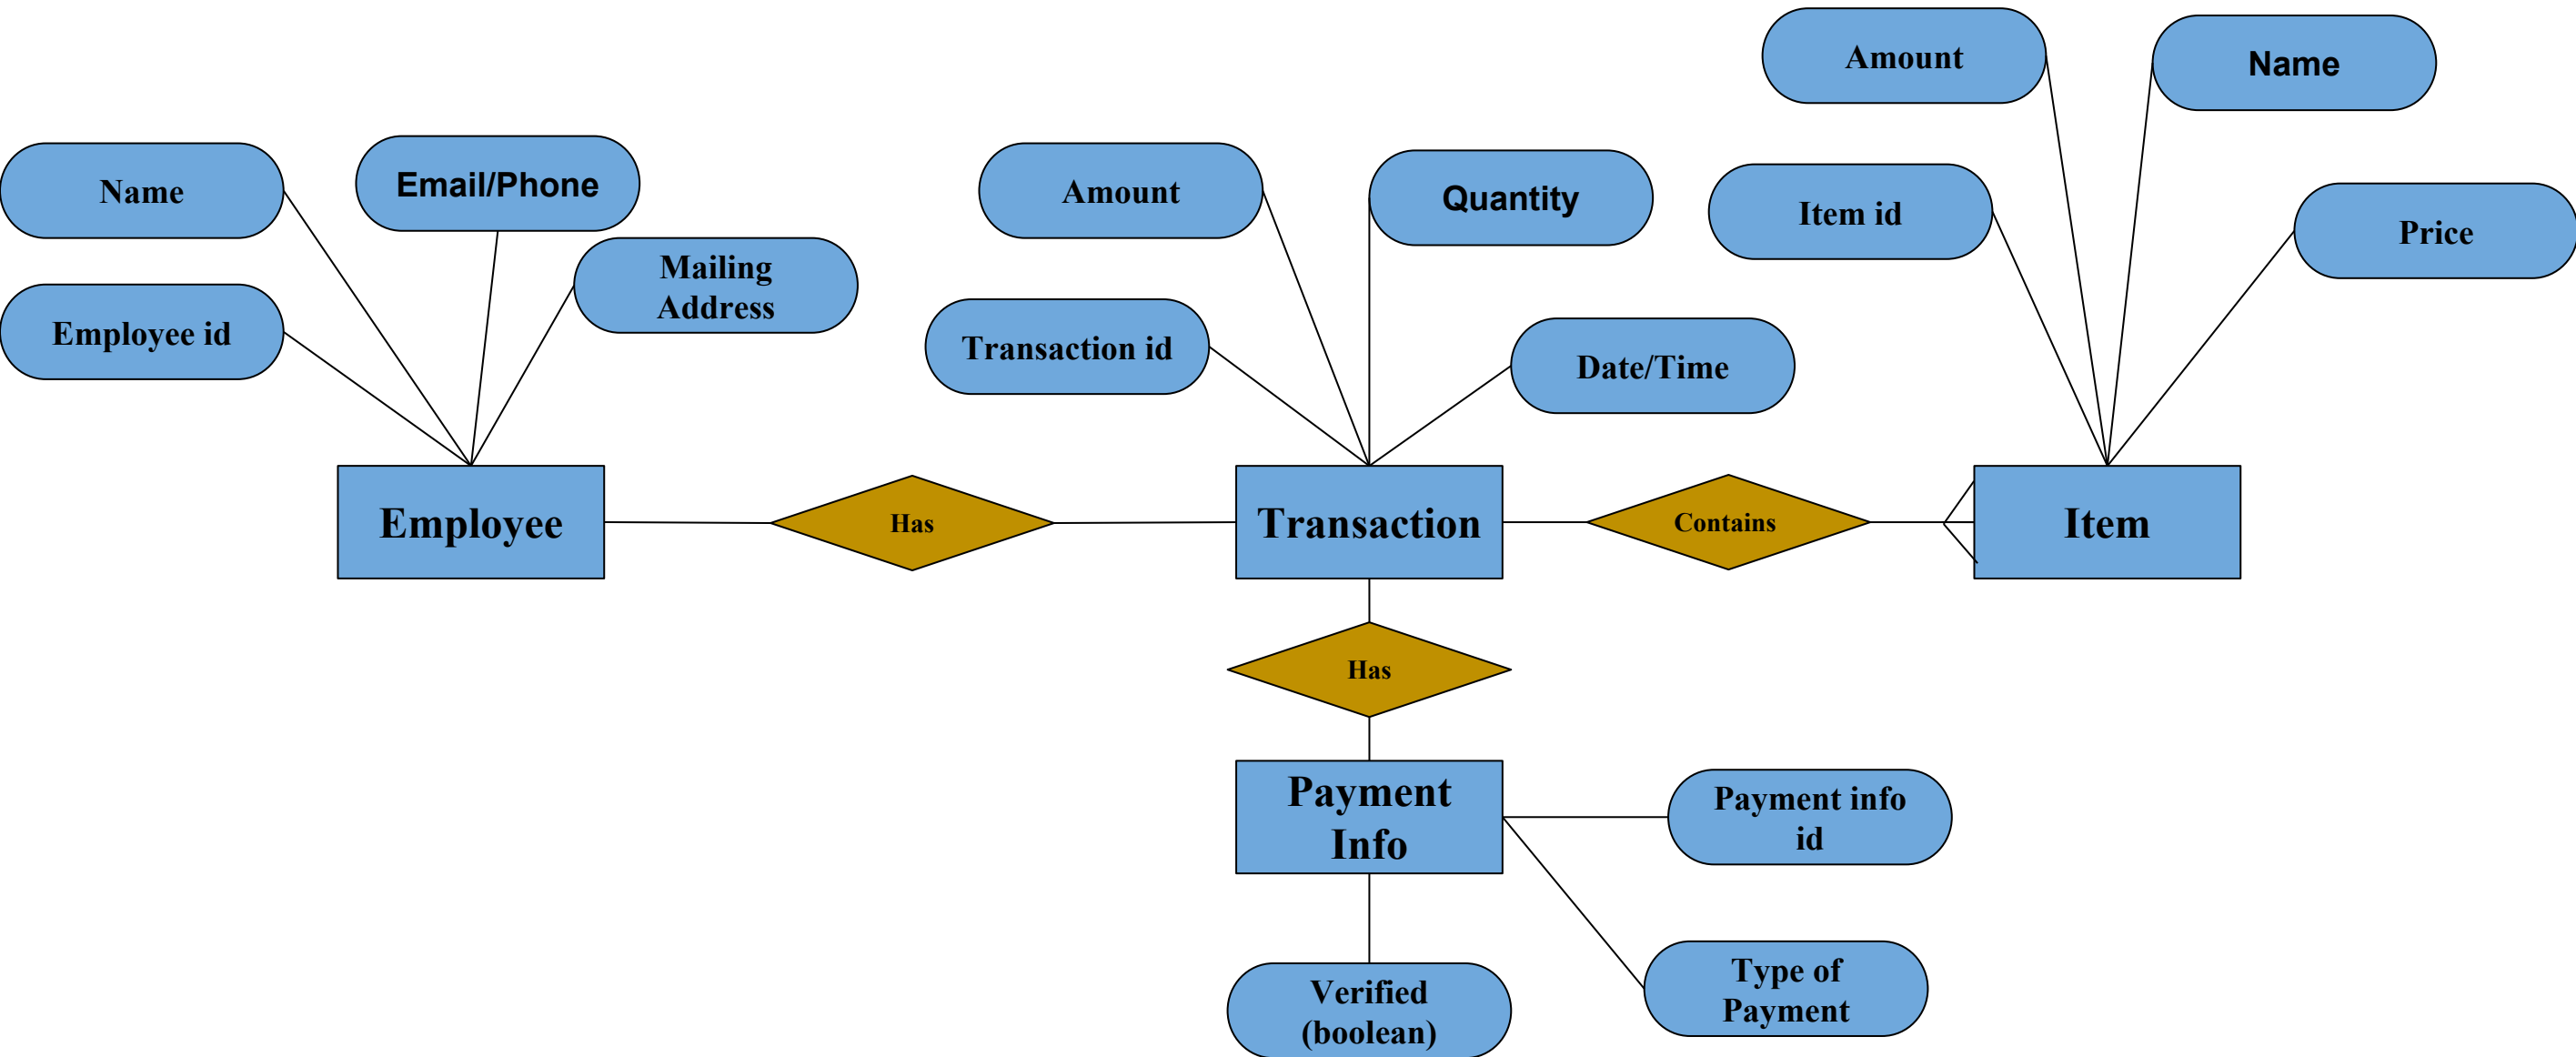 Amount
Name
Name
Email/Phone
Amount
Quantity
Item id
Price
Mailing
Address
Employee id
Transaction id
Date/Time
Employee
Has
Transaction
Contains
Item
Has
Payment
Info
Payment info
id
Verified
(boolean)
Type of
Payment